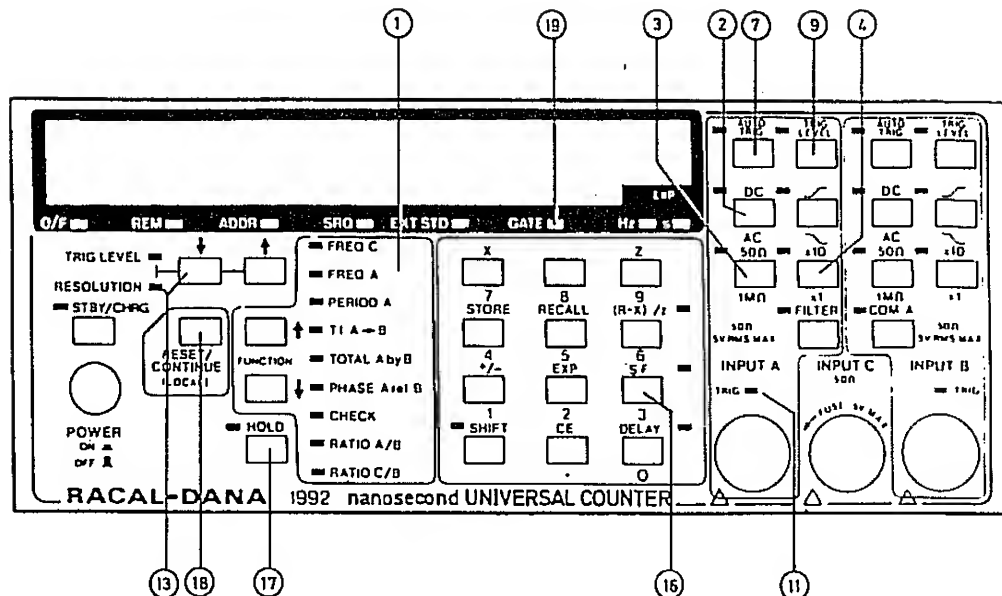 1 19 3 2 7 9 4
AUTO TRIG TRIG LEVEL AUTO TRIG TRIG LEVEL
EXP
O/F REM ADDR SRQ EXT STD GATE Hz s
DC DC
AC AC
TRIG LEVEL
RESOLUTION
STBY/CHRG
RESET/
CONTINUE
(LOCAL)
POWER
ON
OFF
FUNCTION
HOLD
FREQ C
FREQ A
PERIOD A
T I A → B
TOTAL A by B
PHASE A rel B
CHECK
RATIO A/B
RATIO C/B
X Z
7 8 9
STORE RECALL (R-X)/Z
4 5 6
+/- EXP SF
1 2 3
SHIFT CE DELAY
. 0
50Ω x10 50Ω x10
1MΩ x1 1MΩ x1
FILTER COM A
50Ω
5V RMS MAX
50Ω
5V RMS MAX
INPUT A INPUT C INPUT B
50Ω
TRIG FUSE 5V MAX TRIG
RACAL-DANA 1992 nanosecond UNIVERSAL COUNTER
13 18 17 16 11